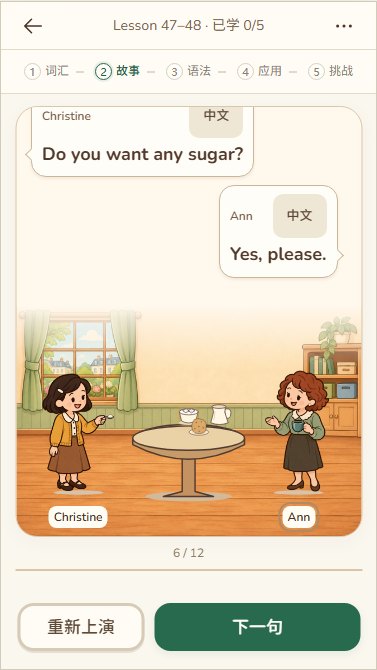 Lesson 47–48 · 已学 0/5
1 词汇 – 2 故事 – 3 语法 – 4 应用 – 5 挑战
Christine 中文
Do you want any sugar?
Ann 中文
Yes, please.
Christine Ann
6 / 12
重新上演 下一句